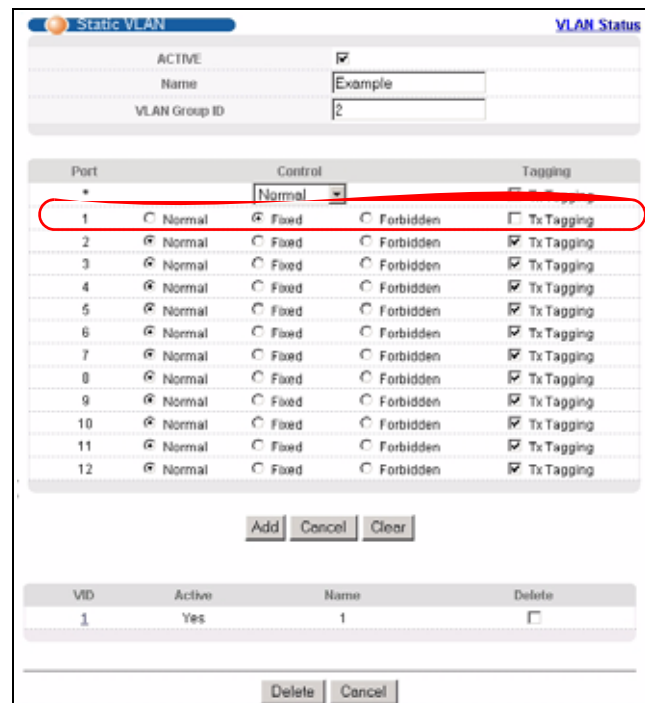 Static VLAN VLAN Status
ACTIVE
Name Example
VLAN Group ID 2
Port Control Tagging
* Normal Tx Tagging
1 Normal Fixed Forbidden Tx Tagging
2 Normal Fixed Forbidden Tx Tagging
3 Normal Fixed Forbidden Tx Tagging
4 Normal Fixed Forbidden Tx Tagging
5 Normal Fixed Forbidden Tx Tagging
6 Normal Fixed Forbidden Tx Tagging
7 Normal Fixed Forbidden Tx Tagging
8 Normal Fixed Forbidden Tx Tagging
9 Normal Fixed Forbidden Tx Tagging
10 Normal Fixed Forbidden Tx Tagging
11 Normal Fixed Forbidden Tx Tagging
12 Normal Fixed Forbidden Tx Tagging
Add Cancel Clear
VID Active Name Delete
1 Yes 1
Delete Cancel